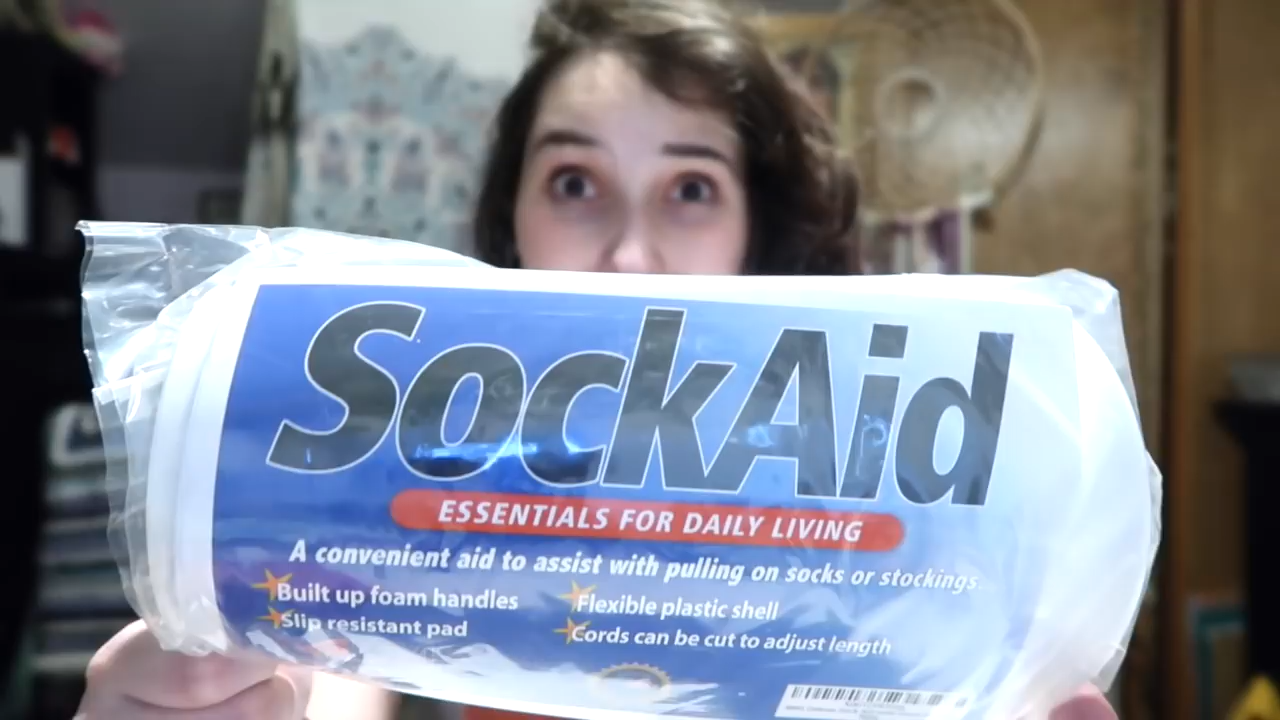 SockAid
ESSENTIALS FOR DAILY LIVING
A convenient aid to assist with pulling on socks or stockings.
Built up foam handles
Flexible plastic shell
Slip resistant pad
Cords can be cut to adjust length